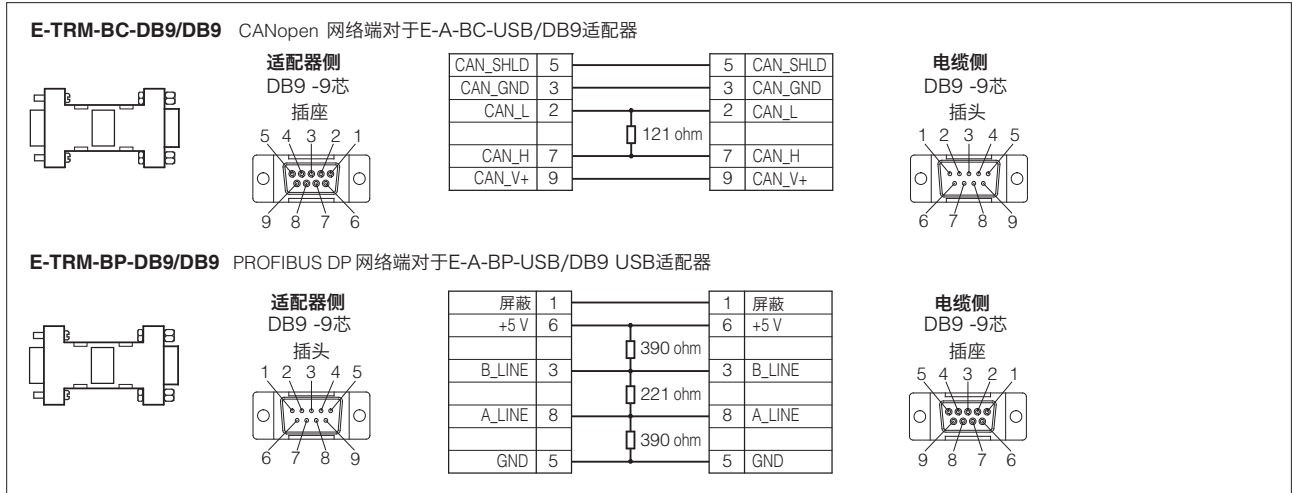 E-TRM-BC-DB9/DB9 CANopen 网络端对于E-A-BC-USB/DB9适配器
适配器侧
DB9 -9芯
插座
5 4 3 2 1
9 8 7 6
CAN_SHLD 5 5 CAN_SHLD
CAN_GND 3 3 CAN_GND
CAN_L 2 2 CAN_L
121 ohm
CAN_H 7 7 CAN_H
CAN_V+ 9 9 CAN_V+
电缆侧
DB9 -9芯
插头
1 2 3 4 5
6 7 8 9
E-TRM-BP-DB9/DB9 PROFIBUS DP 网络端对于E-A-BP-USB/DB9 USB适配器
适配器侧
DB9 -9芯
插头
1 2 3 4 5
6 7 8 9
屏蔽 1 1 屏蔽
+5 V 6 6 +5 V
390 ohm
B_LINE 3 3 B_LINE
221 ohm
A_LINE 8 8 A_LINE
390 ohm
GND 5 5 GND
电缆侧
DB9 -9芯
插座
5 4 3 2 1
9 8 7 6